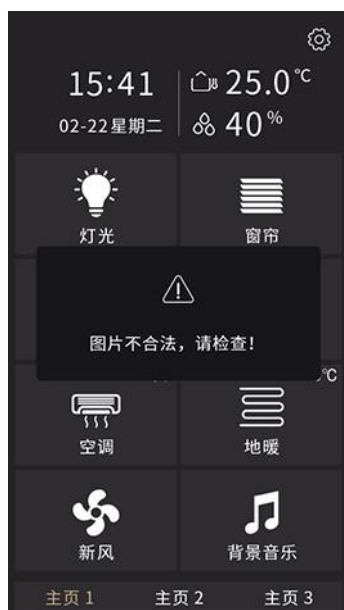 15:41
25.0℃
02-22星期二
40%
灯光
窗帘
图片不合法，请检查!
℃
空调
地暖
新风
背景音乐
主页1
主页2
主页3